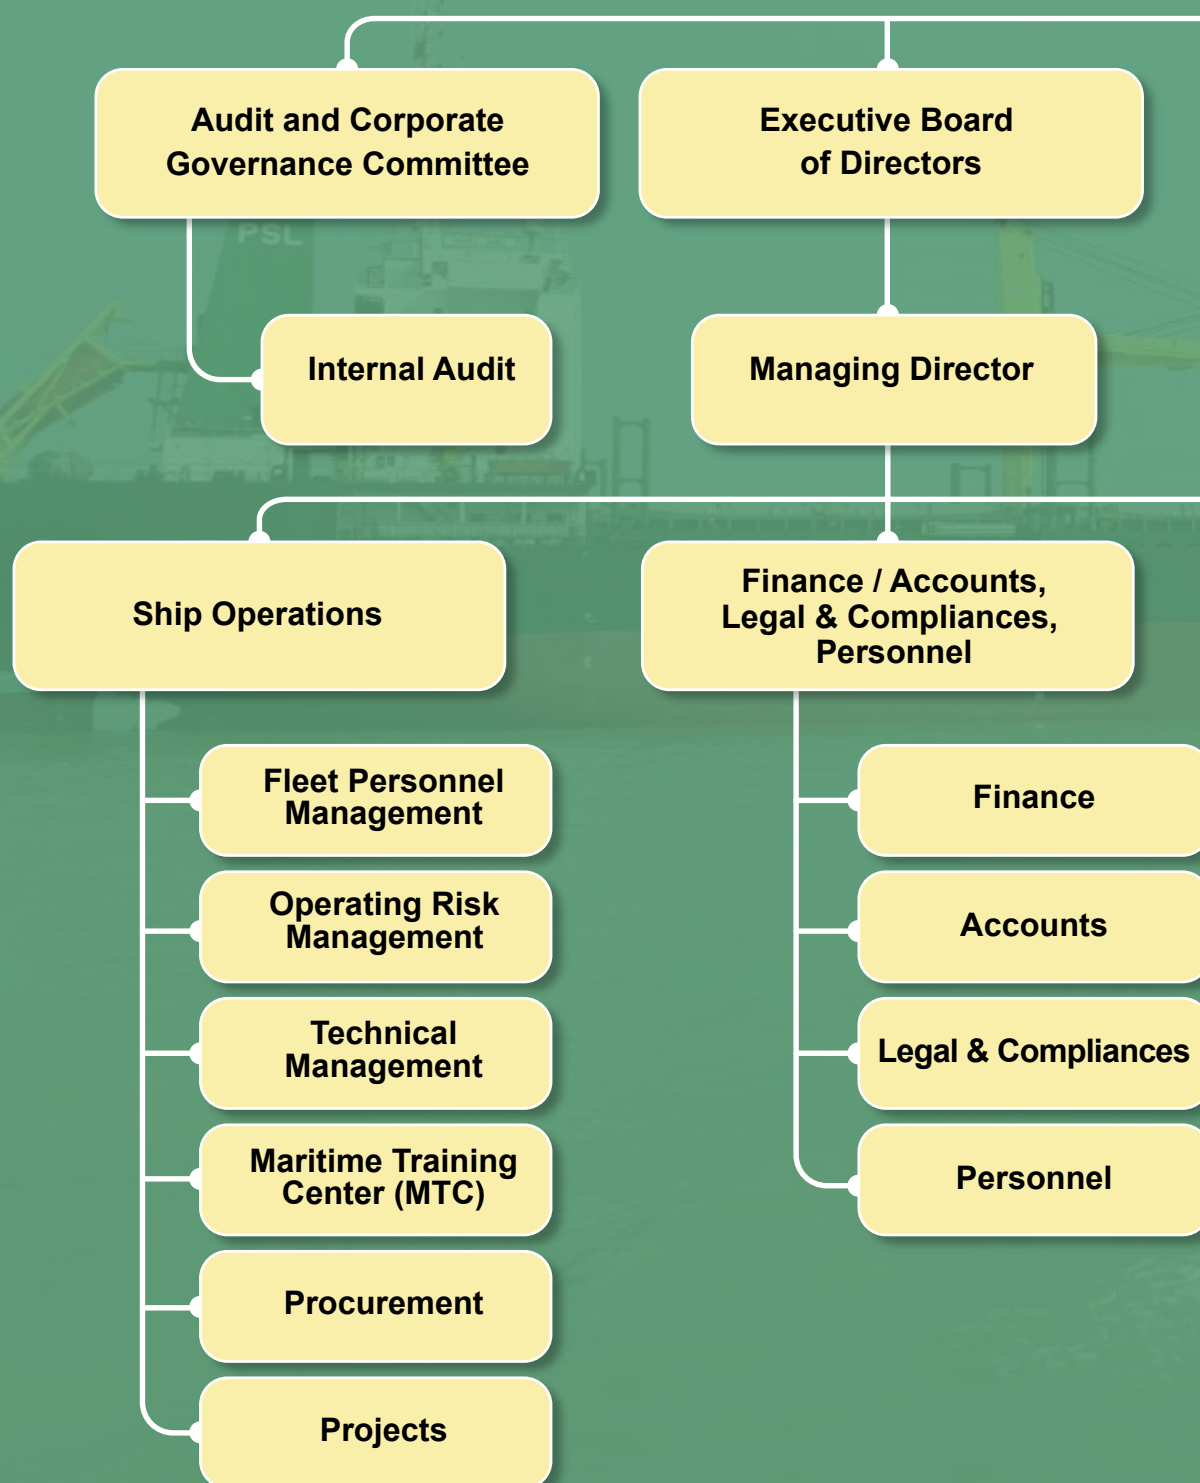 Audit and Corporate
Governance Committee
Executive Board
of Directors
PSL
Internal Audit
Managing Director
Ship Operations
Finance / Accounts,
Legal & Compliances,
Personnel
Fleet Personnel
Management
Operating Risk
Management
Technical
Management
Maritime Training
Center (MTC)
Procurement
Projects
Finance
Accounts
Legal & Compliances
Personnel